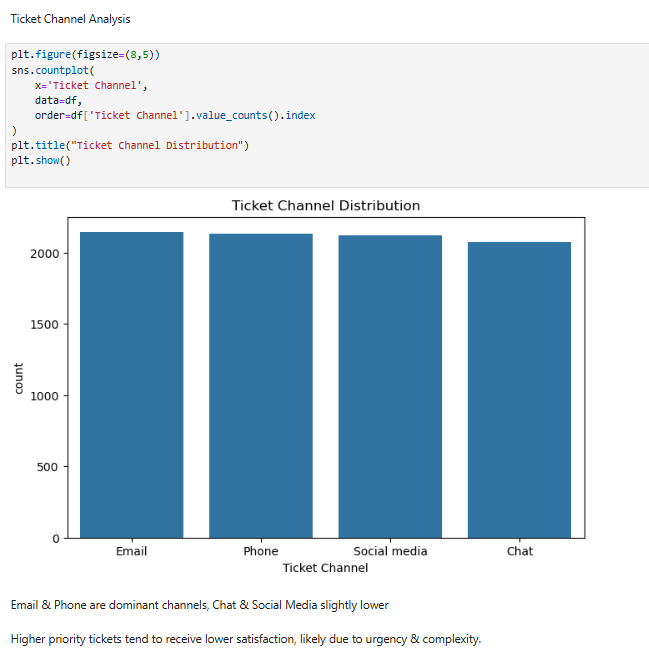 Ticket Channel Analysis
plt.figure(figsize=(8,5))
sns.countplot(
    x='Ticket Channel',
    data=df,
    order=df['Ticket Channel'].value_counts().index
)
plt.title("Ticket Channel Distribution")
plt.show()
Ticket Channel Distribution
2000
1500
1000
500
0
count
Email Phone Social media Chat
Ticket Channel
Email & Phone are dominant channels, Chat & Social Media slightly lower
Higher priority tickets tend to receive lower satisfaction, likely due to urgency & complexity.